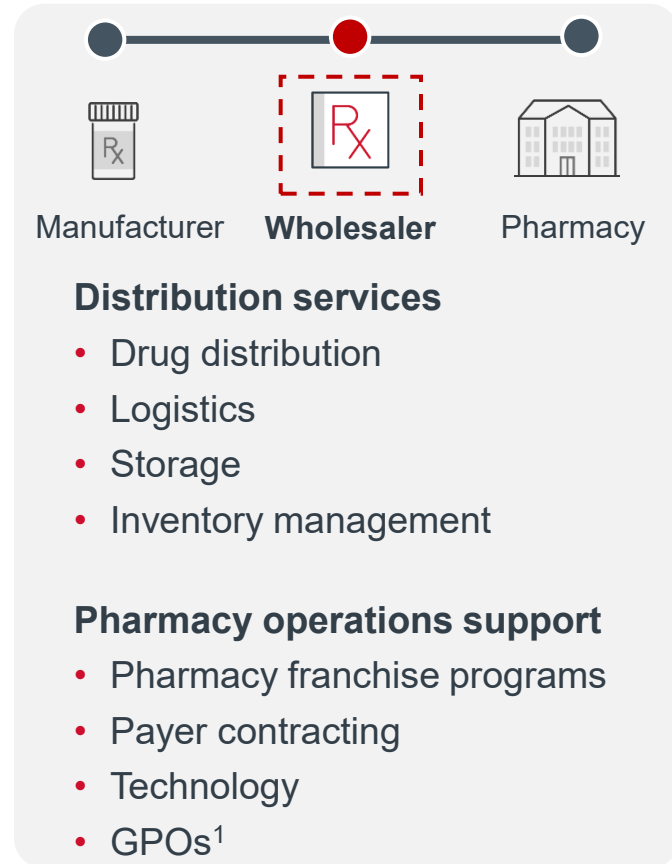 Rx
Rx
Manufacturer Wholesaler Pharmacy
Distribution services
• Drug distribution
• Logistics
• Storage
• Inventory management
Pharmacy operations support
• Pharmacy franchise programs
• Payer contracting
• Technology
• GPOs¹